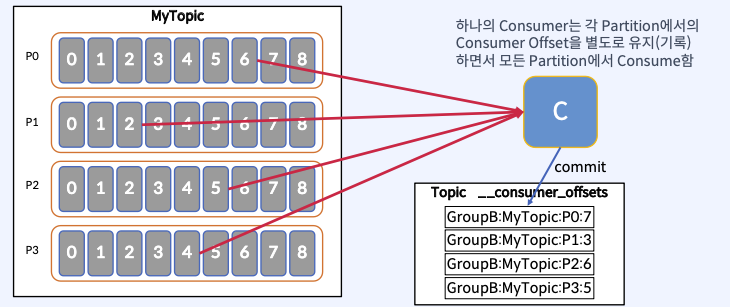 MyTopic
하나의 Consumer는 각 Partition에서의
Consumer Offset을 별도로 유지(기록)
하면서 모든 Partition에서 Consume함
P0
0 1 2 3 4 5 6 7 8
P1
0 1 2 3 4 5 6 7 8
P2
0 1 2 3 4 5 6 7 8
P3
0 1 2 3 4 5 6 7 8
C
commit
Topic __consumer_offsets
GroupB:MyTopic:P0:7
GroupB:MyTopic:P1:3
GroupB:MyTopic:P2:6
GroupB:MyTopic:P3:5